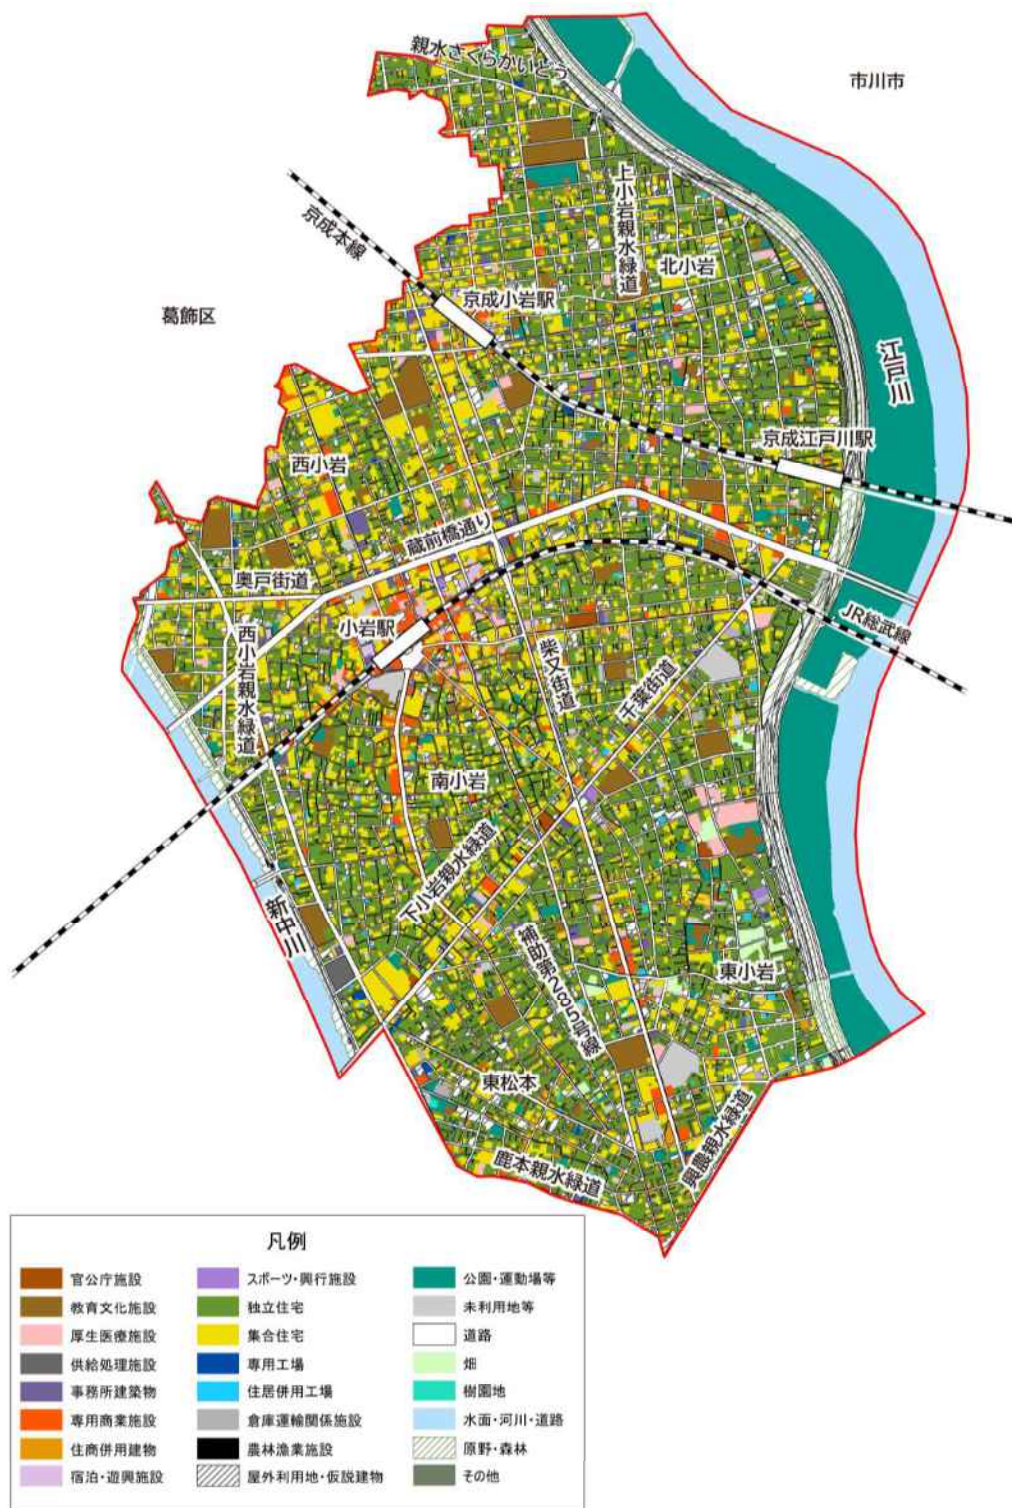 親水さくらかいどう
市川市
京成本線
上小岩親水緑道
北小岩
京成小岩駅
葛飾区
江戸川
京成江戸川駅
西小岩
蔵前橋通り
奥戸街道
小岩駅
JR総武線
西小岩親水緑道
柴又街道
千葉街道
南小岩
下小岩親水緑道
新中川
補助第285号線
東小岩
東松本
鹿本親水緑道
興農親水緑道
凡例
官公庁施設
教育文化施設
厚生医療施設
供給処理施設
事務所建築物
専用商業施設
住商併用建物
宿泊・遊興施設
スポーツ・興行施設
独立住宅
集合住宅
専用工場
住居併用工場
倉庫運輸関係施設
農林漁業施設
屋外利用地・仮説建物
公園・運動場等
未利用地等
道路
畑
樹園地
水面・河川・道路
原野・森林
その他